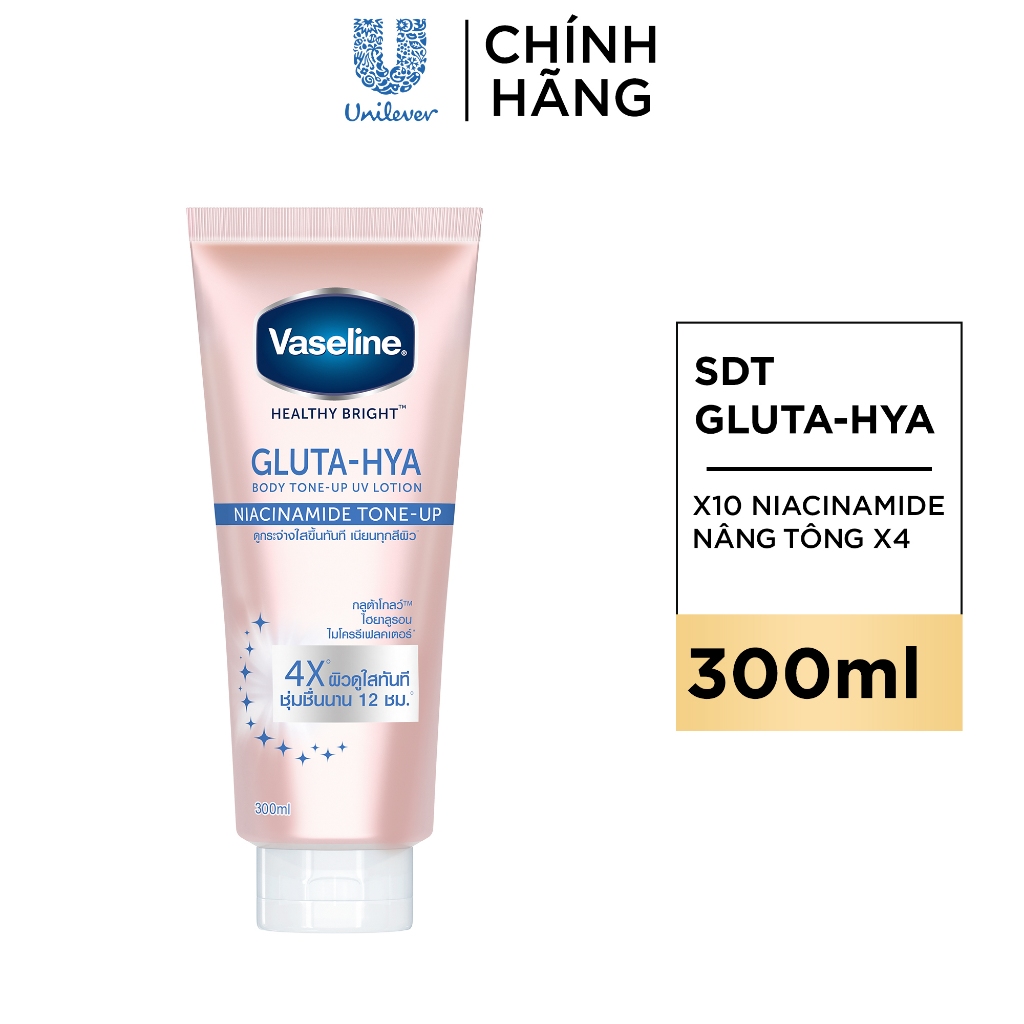 Unilever
CHÍNH
HÃNG
Vaseline®
HEALTHY BRIGHT™
GLUTA-HYA
BODY TONE-UP UV LOTION
NIACINAMIDE TONE-UP
ดูกระจ่างใสขึ้นทันที เนียนทุกสีผิว
กลูต้าโกลว์™
ไฮยาลูรอน
ไมโครรีเฟลคเตอร์
4X° ผิวดูใสทันที
ชุ่มชื่นนาน 12 ชม.°
300ml
SDT
GLUTA-HYA
X10 NIACINAMIDE
NÂNG TÔNG X4
300ml